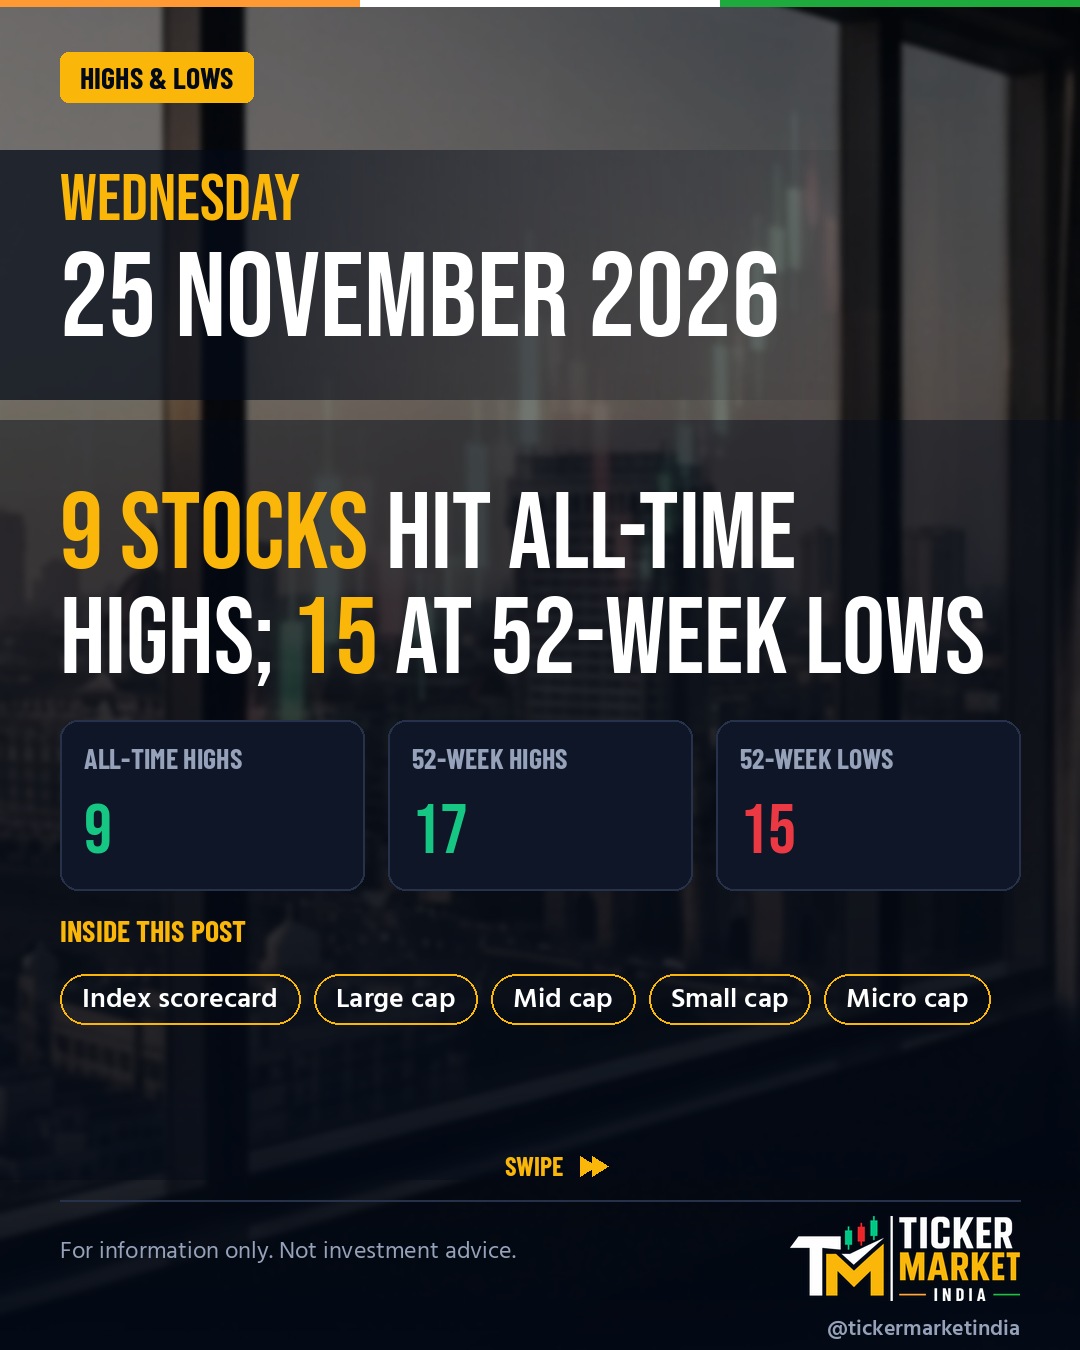 HIGHS & LOWS
WEDNESDAY
25 NOVEMBER 2026
9 STOCKS HIT ALL-TIME
HIGHS; 15 AT 52-WEEK LOWS
ALL-TIME HIGHS
9
52-WEEK HIGHS
17
52-WEEK LOWS
15
INSIDE THIS POST
Index scorecard
Large cap
Mid cap
Small cap
Micro cap
SWIPE
For information only. Not investment advice.
TM
TICKER
MARKET
INDIA
@tickermarketindia